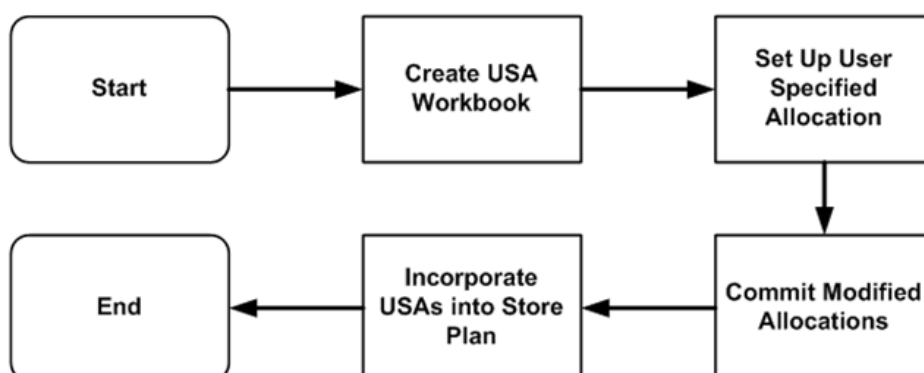 Start
Create USA
Workbook
Set Up User
Specified
Allocation
Commit Modified
Allocations
Incorporate
USAs into Store
Plan
End